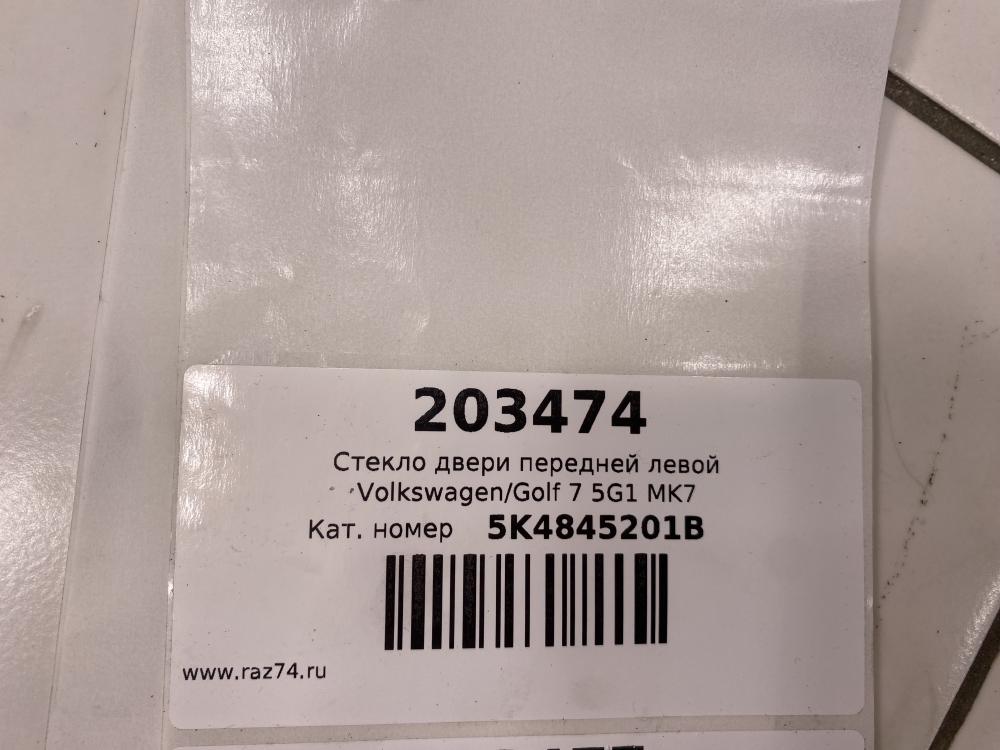 203474
Стекло двери передней левой
Volkswagen/Golf 7 5G1 MK7
Кат. номер 5K4845201B
www.raz74.ru